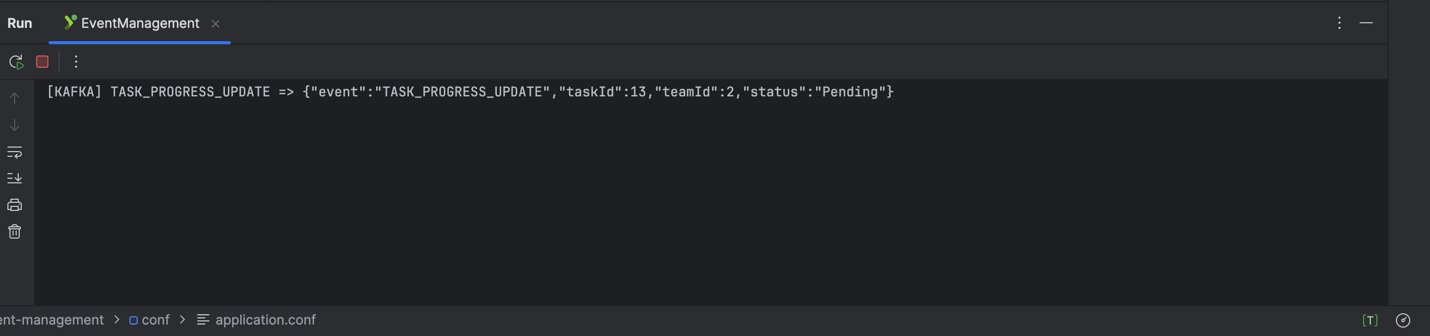 Run EventManagement
[KAFKA] TASK_PROGRESS_UPDATE => {"event":"TASK_PROGRESS_UPDATE","taskId":13,"teamId":2,"status":"Pending"}
ent-management > conf > application.conf [T]